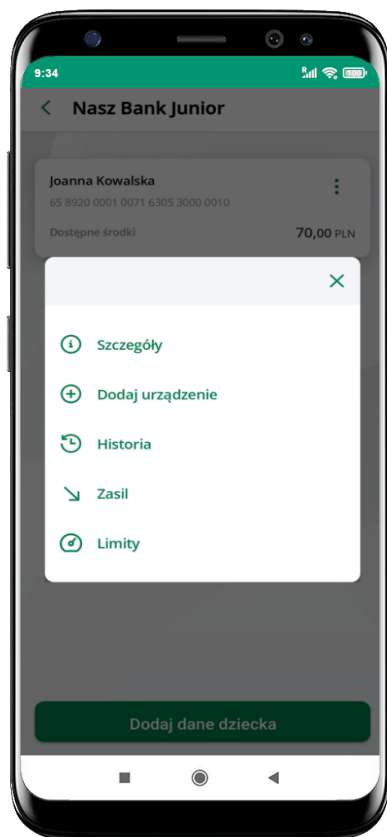 9:34
R
100
Nasz Bank Junior
Joanna Kowalska
65 8920 0001 0071 6305 3000 0010
Dostępne środki 70,00 PLN
Szczegóły
Dodaj urządzenie
Historia
Zasil
Limity
Dodaj dane dziecka